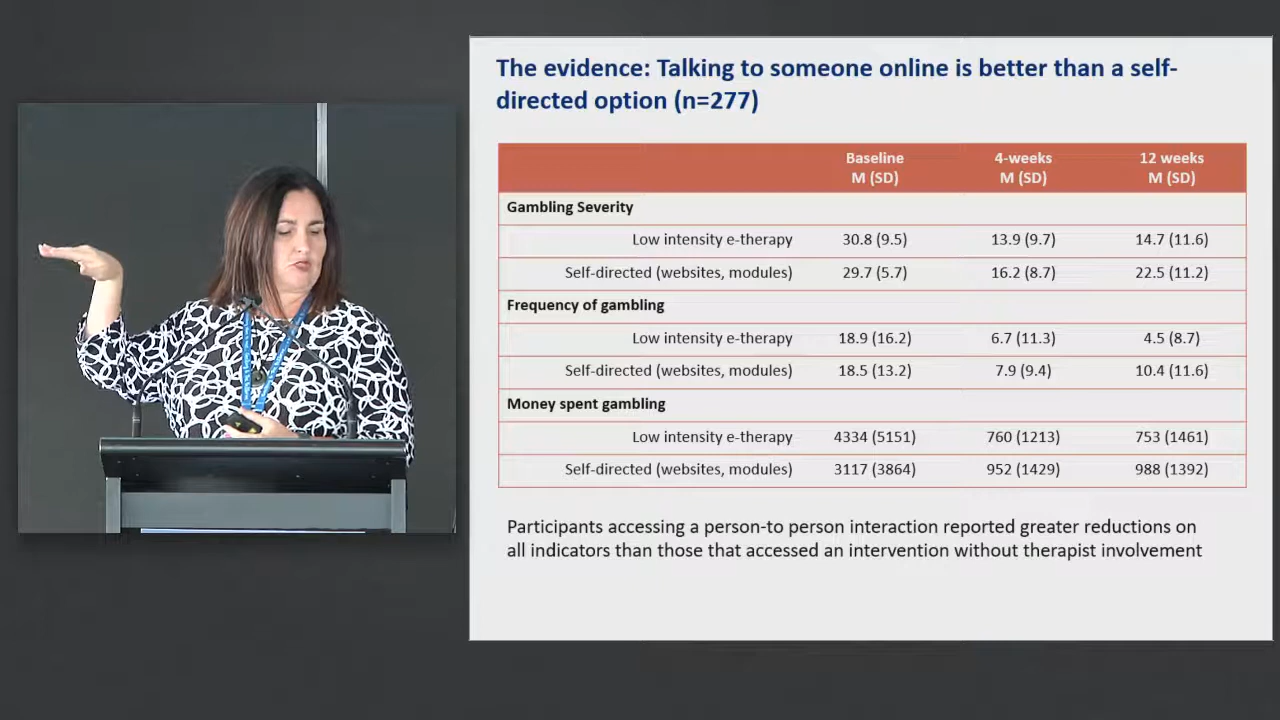 The evidence: Talking to someone online is better than a self-
directed option (n=277)
Baseline 4-weeks 12 weeks
M (SD) M (SD) M (SD)
Gambling Severity
Low intensity e-therapy 30.8 (9.5) 13.9 (9.7) 14.7 (11.6)
Self-directed (websites, modules) 29.7 (5.7) 16.2 (8.7) 22.5 (11.2)
Frequency of gambling
Low intensity e-therapy 18.9 (16.2) 6.7 (11.3) 4.5 (8.7)
Self-directed (websites, modules) 18.5 (13.2) 7.9 (9.4) 10.4 (11.6)
Money spent gambling
Low intensity e-therapy 4334 (5151) 760 (1213) 753 (1461)
Self-directed (websites, modules) 3117 (3864) 952 (1429) 988 (1392)
Participants accessing a person-to person interaction reported greater reductions on
all indicators than those that accessed an intervention without therapist involvement